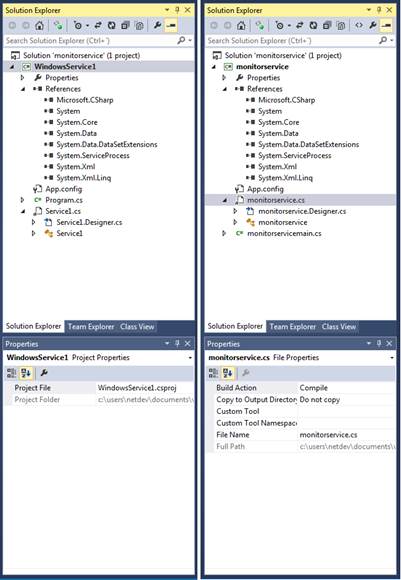 Solution Explorer
Search Solution Explorer (Ctrl+¨)
Solution 'monitorservice' (1 project)
WindowsService1
Properties
References
Microsoft.CSharp
System
System.Core
System.Data
System.Data.DataSetExtensions
System.ServiceProcess
System.Xml
System.Xml.Linq
App.config
Program.cs
Service1.cs
Service1.Designer.cs
Service1
Solution Explorer Team Explorer Class View
Properties
WindowsService1 Project Properties
Project File WindowsService1.csproj
Project Folder c:\users\netdev\documents\
Solution Explorer
Search Solution Explorer (Ctrl+¨)
Solution 'monitorservice' (1 project)
monitorservice
Properties
References
Microsoft.CSharp
System
System.Core
System.Data
System.Data.DataSetExtensions
System.ServiceProcess
System.Xml
System.Xml.Linq
App.config
monitorservice.cs
monitorservice.Designer.cs
monitorservice
monitorservicemain.cs
Solution Explorer Team Explorer Class View
Properties
monitorservice.cs File Properties
Build Action Compile
Copy to Output Director Do not copy
Custom Tool
Custom Tool Namespac
File Name monitorservice.cs
Full Path c:\users\netdev\documents\